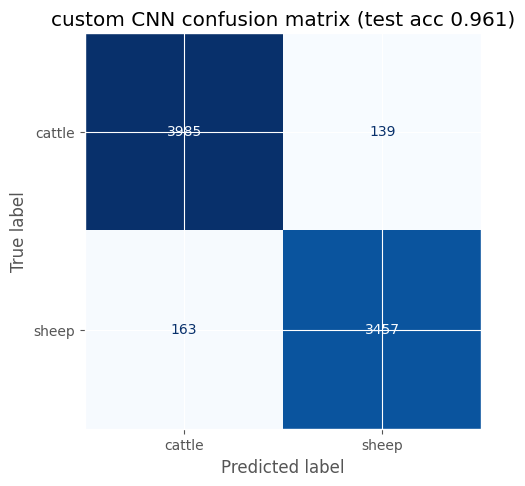 custom CNN confusion matrix (test acc 0.961)
cattle 3985 139
True label
sheep 163 3457
cattle sheep
Predicted label